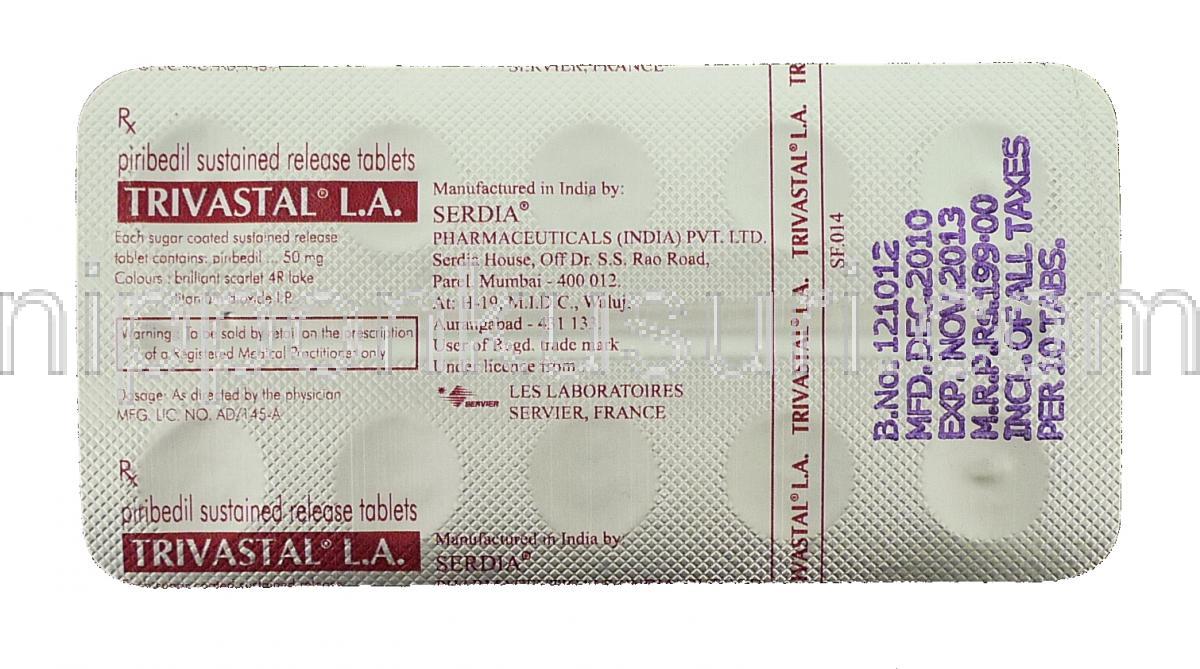 SERVIER, FRANCE
Rx
piribedil sustained release tablets
TRIVASTAL® L.A.
Each sugar coated sustained release
tablet contains: piribedil ... 50 mg
Colours : brilliant scarlet 4R lake
titanium dioxide I.P.
Warning : To be sold by retail on the prescription
of a Registered Medical Practitioner only
Dosage: As directed by the physician
MFG. LIC. NO. AD/145-A
Manufactured in India by:
SERDIA®
PHARMACEUTICALS (INDIA) PVT. LTD.
Serdia House, Off Dr. S.S. Rao Road,
Parel, Mumbai - 400 012.
At: H-19, M.I.D.C., Waluj,
Aurangabad - 431 133.
User of Regd. trade mark
Under licence from :
SERVIER
LES LABORATOIRES
SERVIER, FRANCE
Rx
piribedil sustained release tablets
TRIVASTAL® L.A.
Manufactured in India by:
SERDIA®
TRIVASTAL® L.A. TRIVASTAL® L.A. TRIVASTAL® L.A. TR
SF.014
B.No. 121012
MFD. DEC.2010
EXP. NOV.2013
M.R.P.Rs.199.00
INCL. OF ALL TAXES
PER 10 TABS.